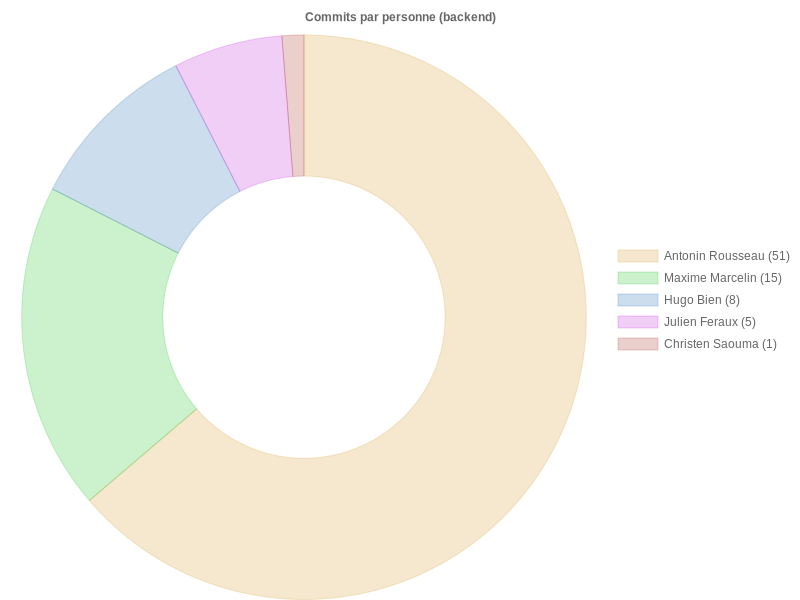 Commits par personne (backend)
Antonin Rousseau (51)
Maxime Marcelin (15)
Hugo Bien (8)
Julien Feraux (5)
Christen Saouma (1)